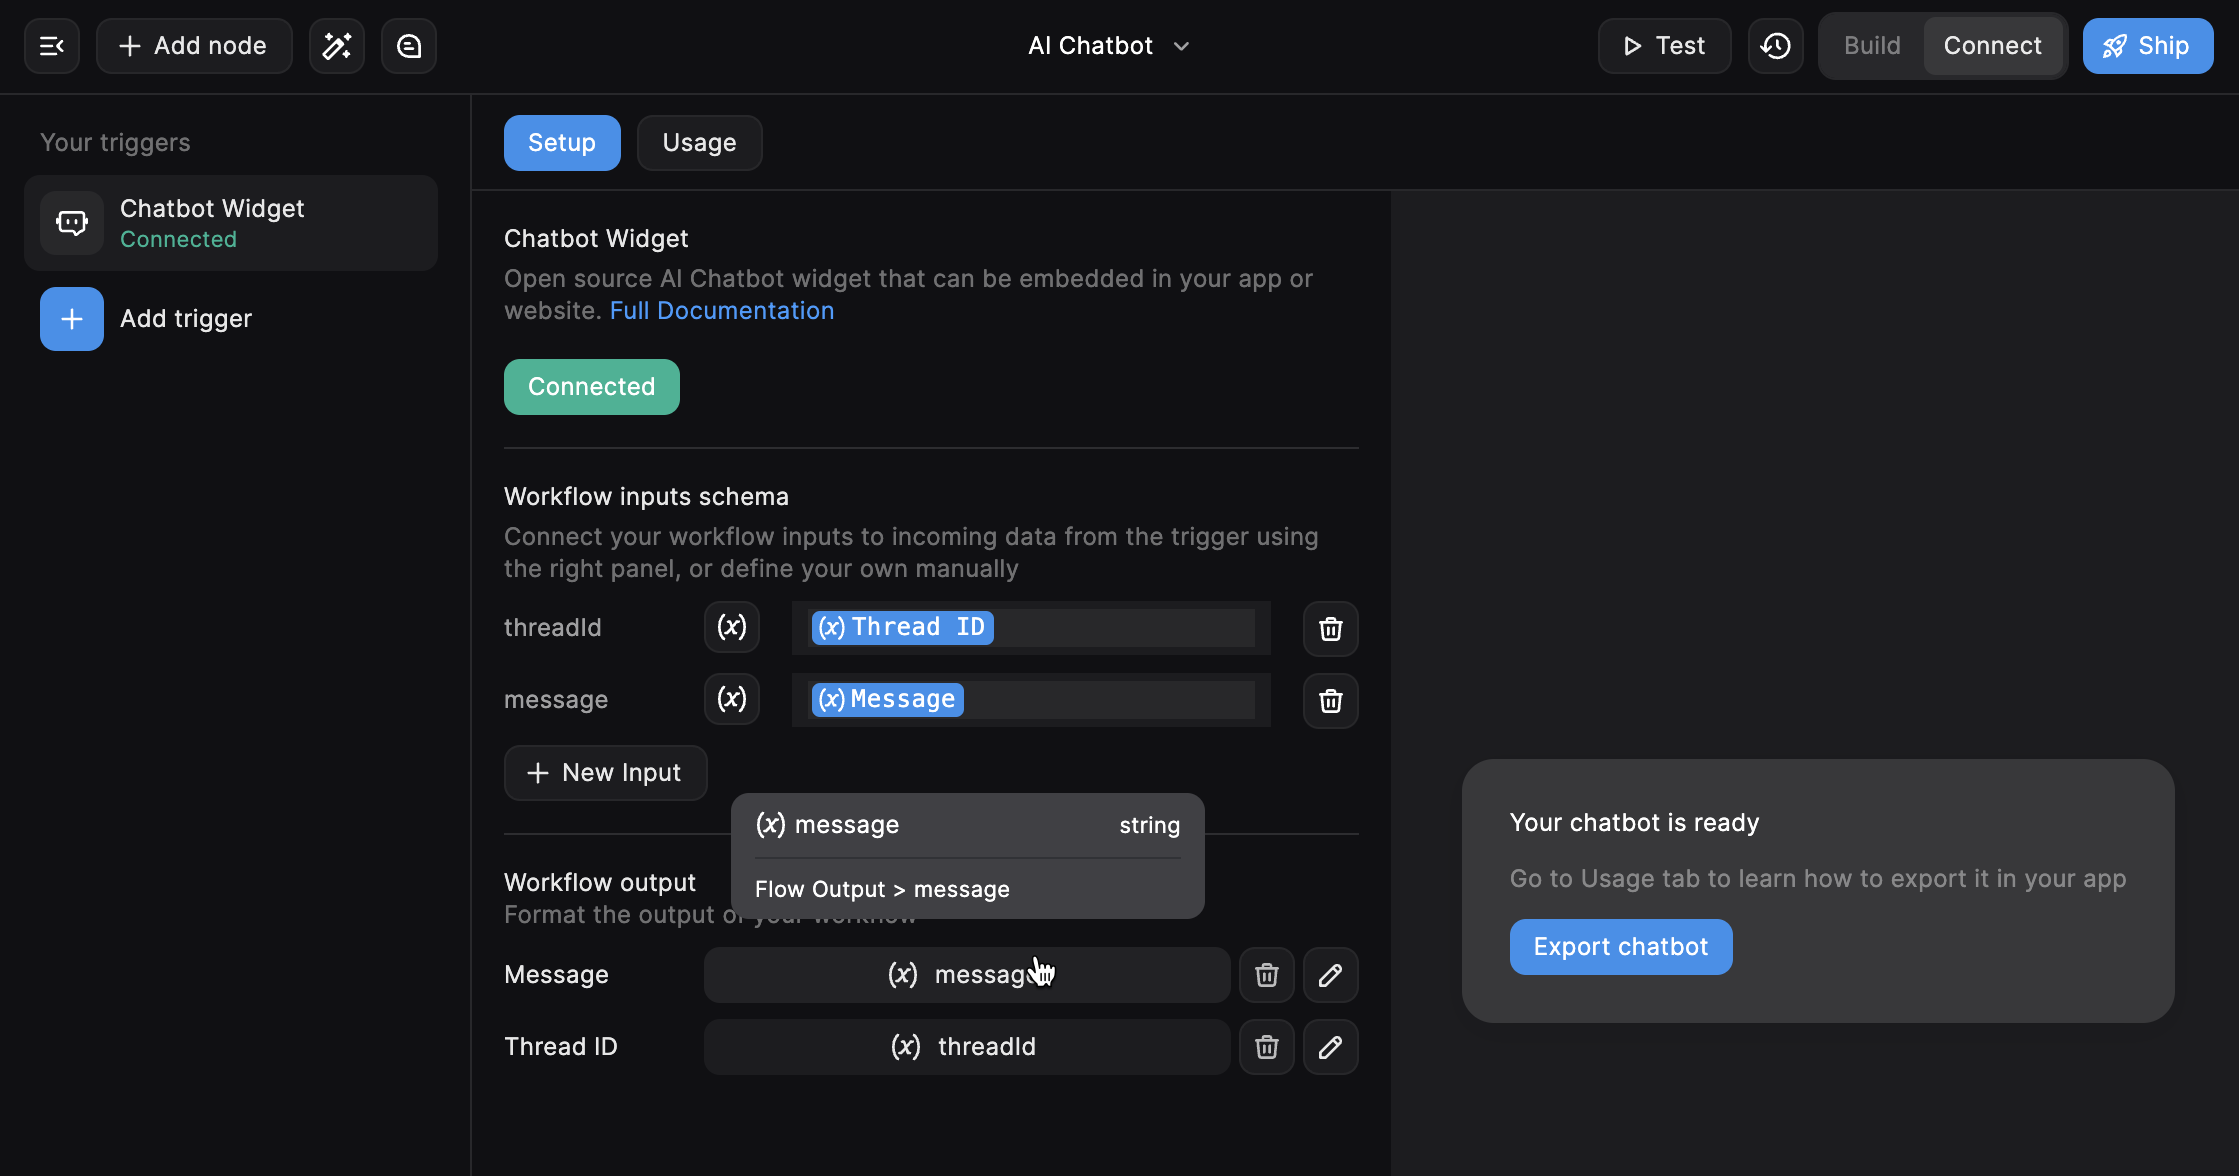 Add node
AI Chatbot
Test
Build
Connect
Ship
Your triggers
Chatbot Widget
Connected
Add trigger
Setup
Usage
Chatbot Widget
Open source AI Chatbot widget that can be embedded in your app or
website. Full Documentation
Connected
Workflow inputs schema
Connect your workflow inputs to incoming data from the trigger using
the right panel, or define your own manually
threadId (x) (x) Thread ID
message (x) (x) Message
New Input
(x) message string
Flow Output > message
Workflow output
Format the output of your workflow
Message (x) message
Thread ID (x) threadId
Your chatbot is ready
Go to Usage tab to learn how to export it in your app
Export chatbot